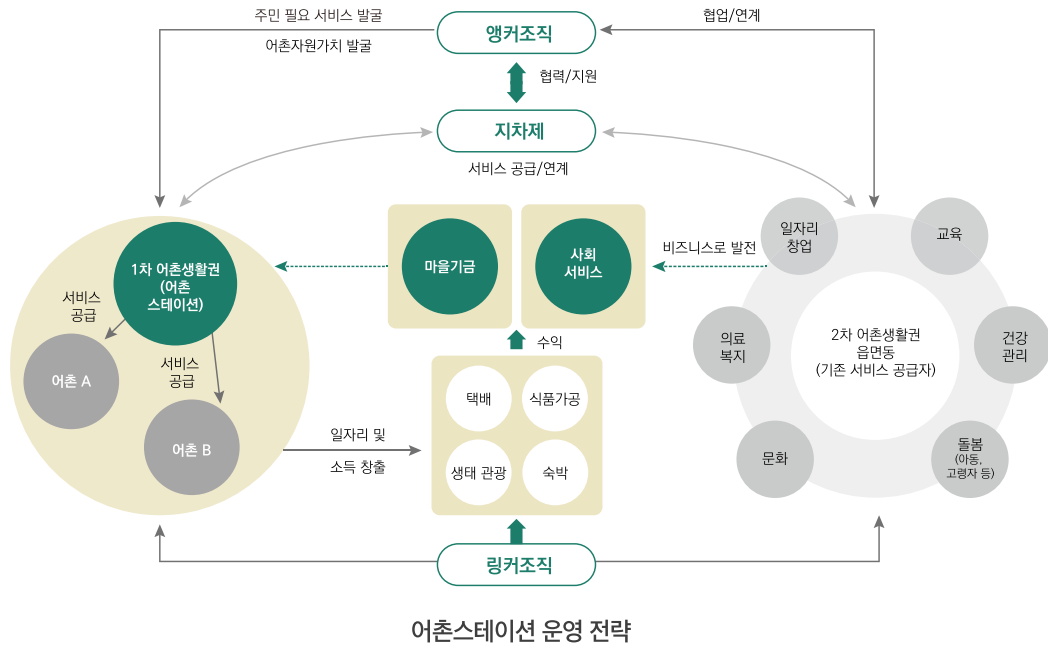 주민 필요 서비스 발굴
어촌자원가치 발굴
앵커조직
협업/연계
협력/지원
지차제
서비스 공급/연계
1차 어촌생활권
(어촌
스테이션)
서비스
공급
어촌 A
서비스
공급
어촌 B
마을기금
사회
서비스
비즈니스로 발전
수익
택배
식품가공
생태 관광
숙박
일자리 및
소득 창출
일자리
창업
교육
의료
복지
2차 어촌생활권
읍면동
(기존 서비스 공급자)
건강
관리
문화
돌봄
(아동,
고령자 등)
링커조직
어촌스테이션 운영 전략